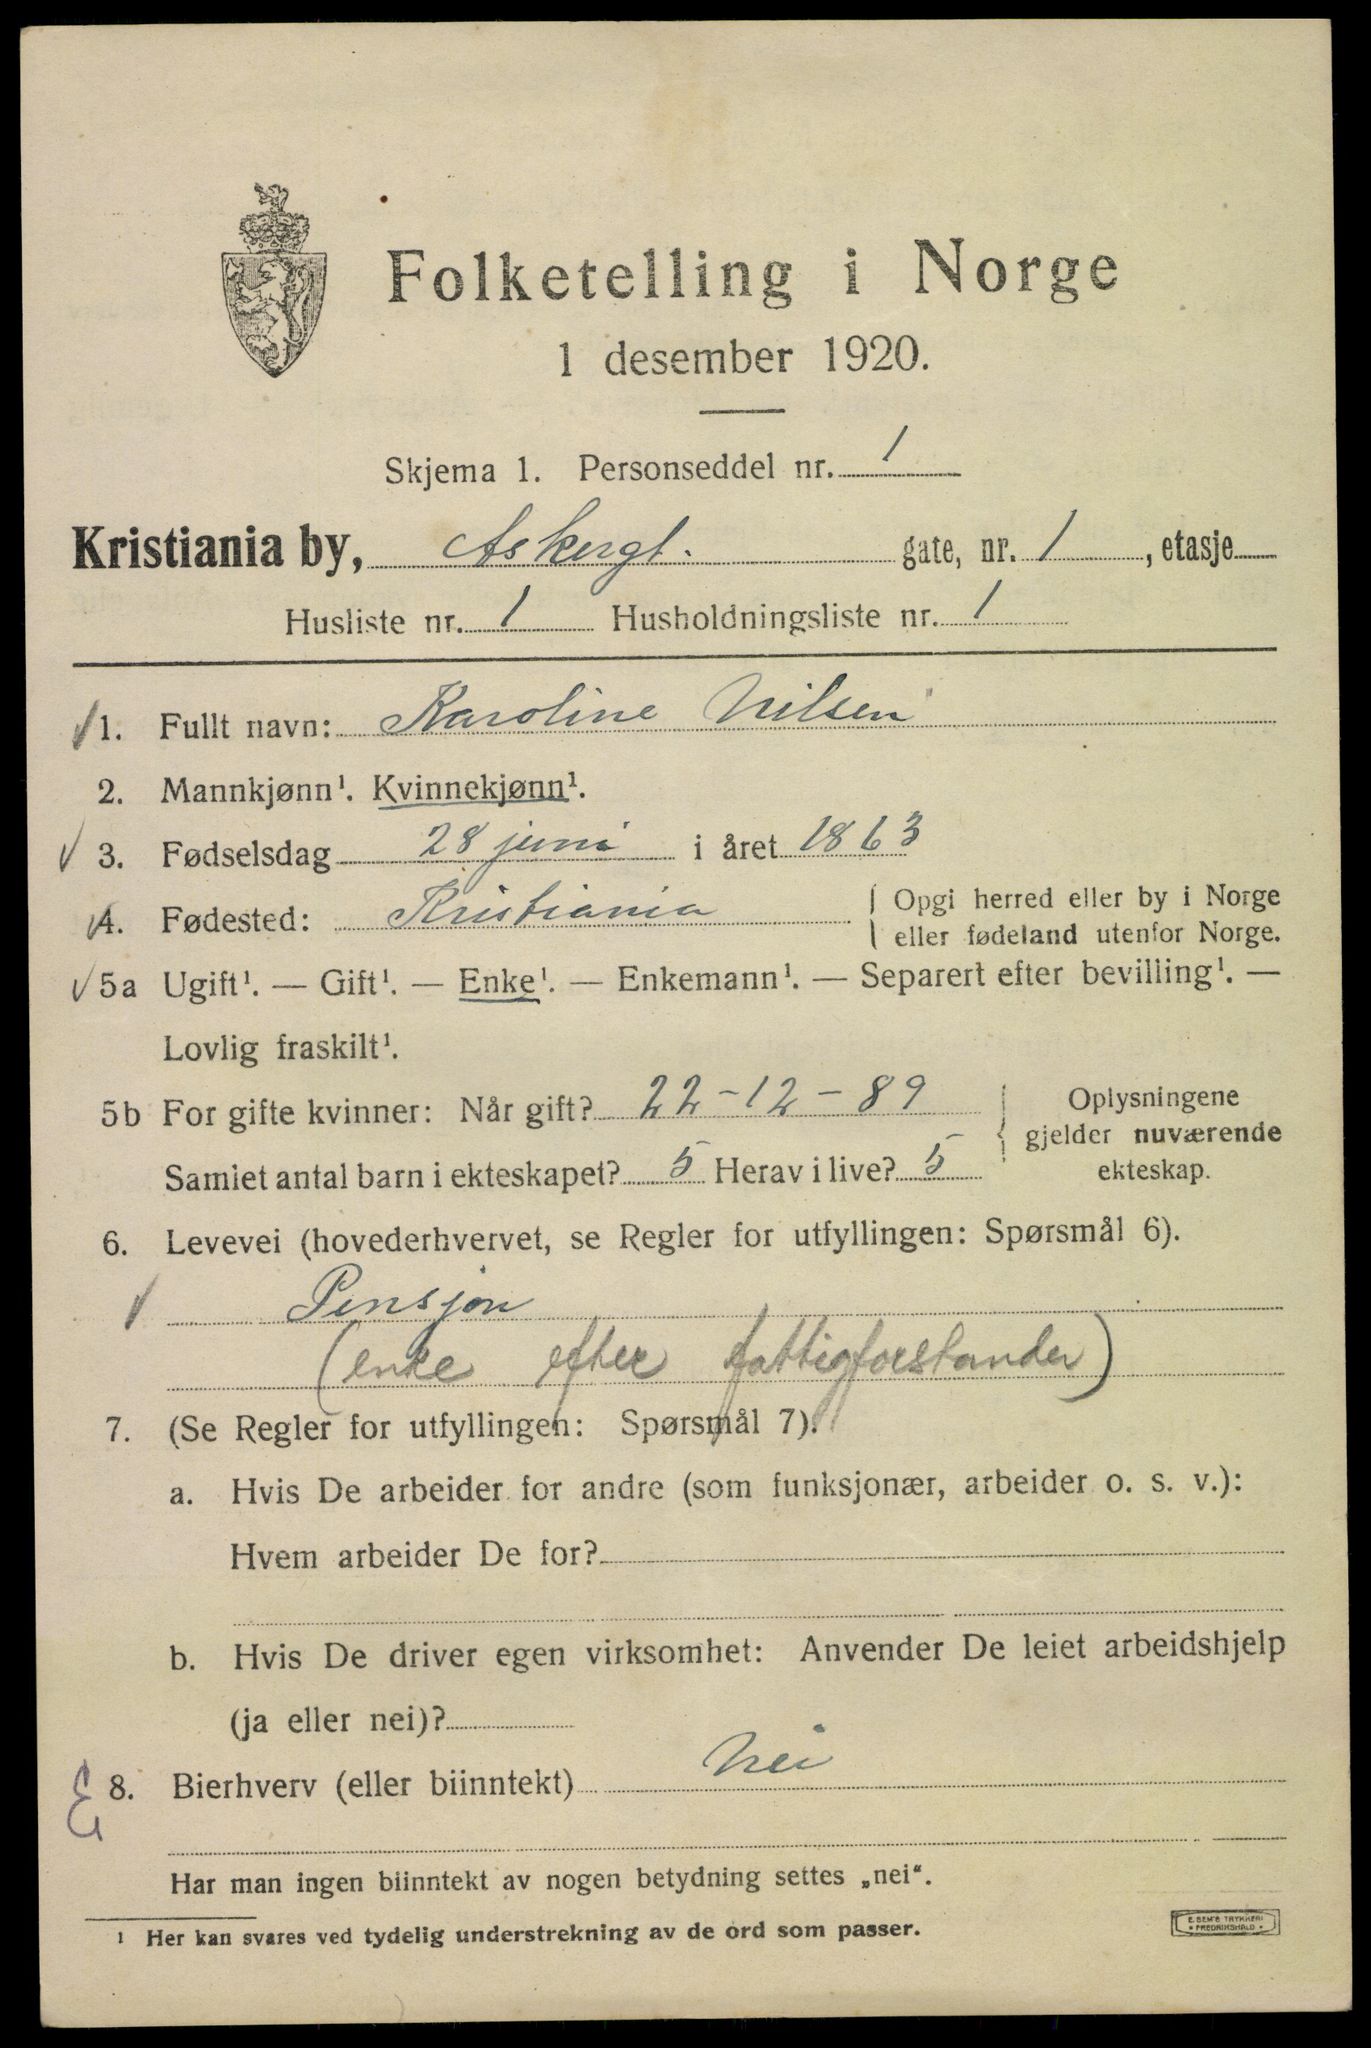 Folketelling i Norge
1 desember 1920.
Skjema 1. Personseddel nr. 1
Kristiania by, Askergt. gate, nr. 1, etasje
Husliste nr. 1 Husholdningsliste nr. 1
1. Fullt navn: Karoline Nilsen
2. Mannkjønn¹. Kvinnekjønn¹.
3. Fødselsdag 28 juni i året 1863
4. Fødested: Kristiania { Opgi herred eller by i Norge
eller fødeland utenfor Norge.
5a Ugift¹. — Gift¹. — Enke¹. — Enkemann¹. — Separert efter bevilling¹. —
Lovlig fraskilt¹.
5b For gifte kvinner: Når gift? 22-12-89
Samlet antal barn i ekteskapet? 5 Herav i live? 5
Oplysningene
gjelder nuværende
ekteskap.
6. Levevei (hovederhvervet, se Regler for utfyllingen: Spørsmål 6).
Pensjon
(enke efter fattigforstander)
7. (Se Regler for utfyllingen: Spørsmål 7).
a. Hvis De arbeider for andre (som funksjonær, arbeider o. s. v.):
Hvem arbeider De for?
b. Hvis De driver egen virksomhet: Anvender De leiet arbeidshjelp
(ja eller nei)?
8. Bierhverv (eller biinntekt) Nei
Har man ingen biinntekt av nogen betydning settes „nei“.
¹ Her kan svares ved tydelig understrekning av de ord som passer.
E. SEM'S TRYKKERI
• FREDRIKSHALD •